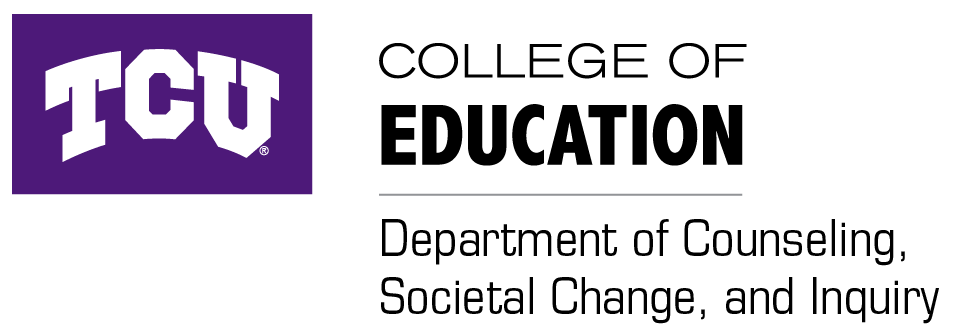 TCU®
COLLEGE OF
EDUCATION
Department of Counseling,
Societal Change, and Inquiry